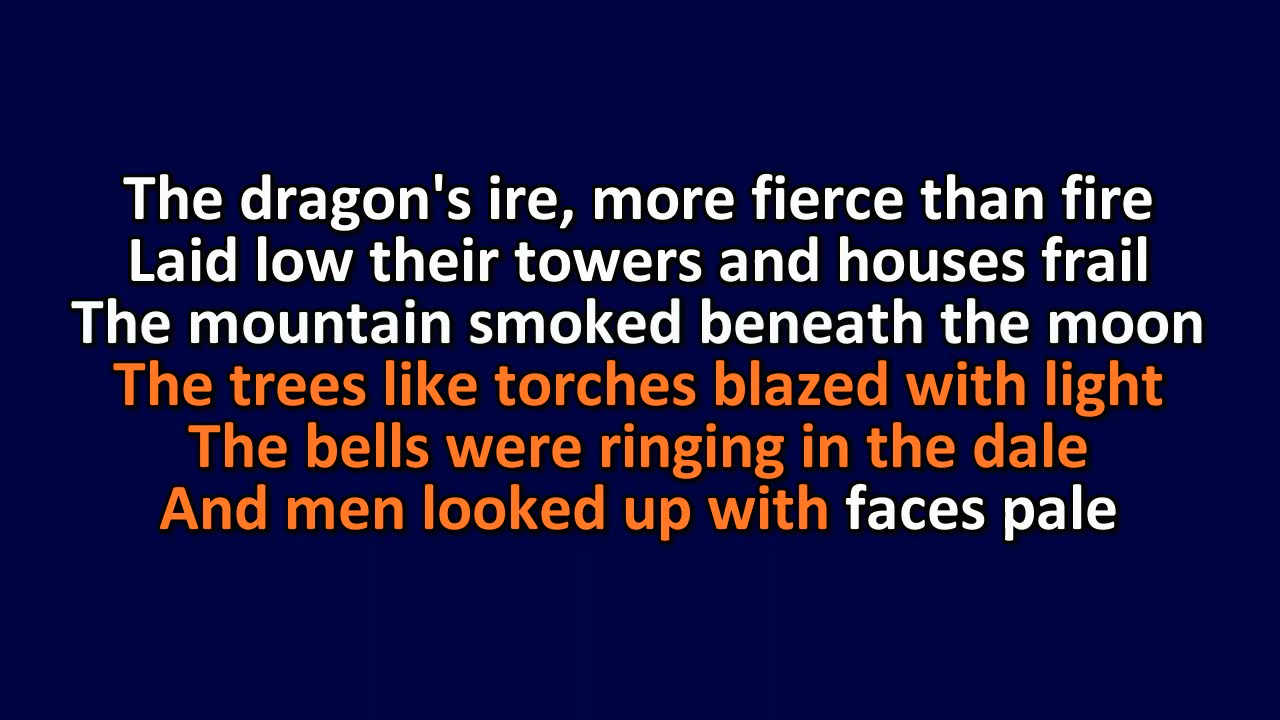 The dragon's ire, more fierce than fire
Laid low their towers and houses frail
The mountain smoked beneath the moon
The trees like torches blazed with light
The bells were ringing in the dale
And men looked up with faces pale